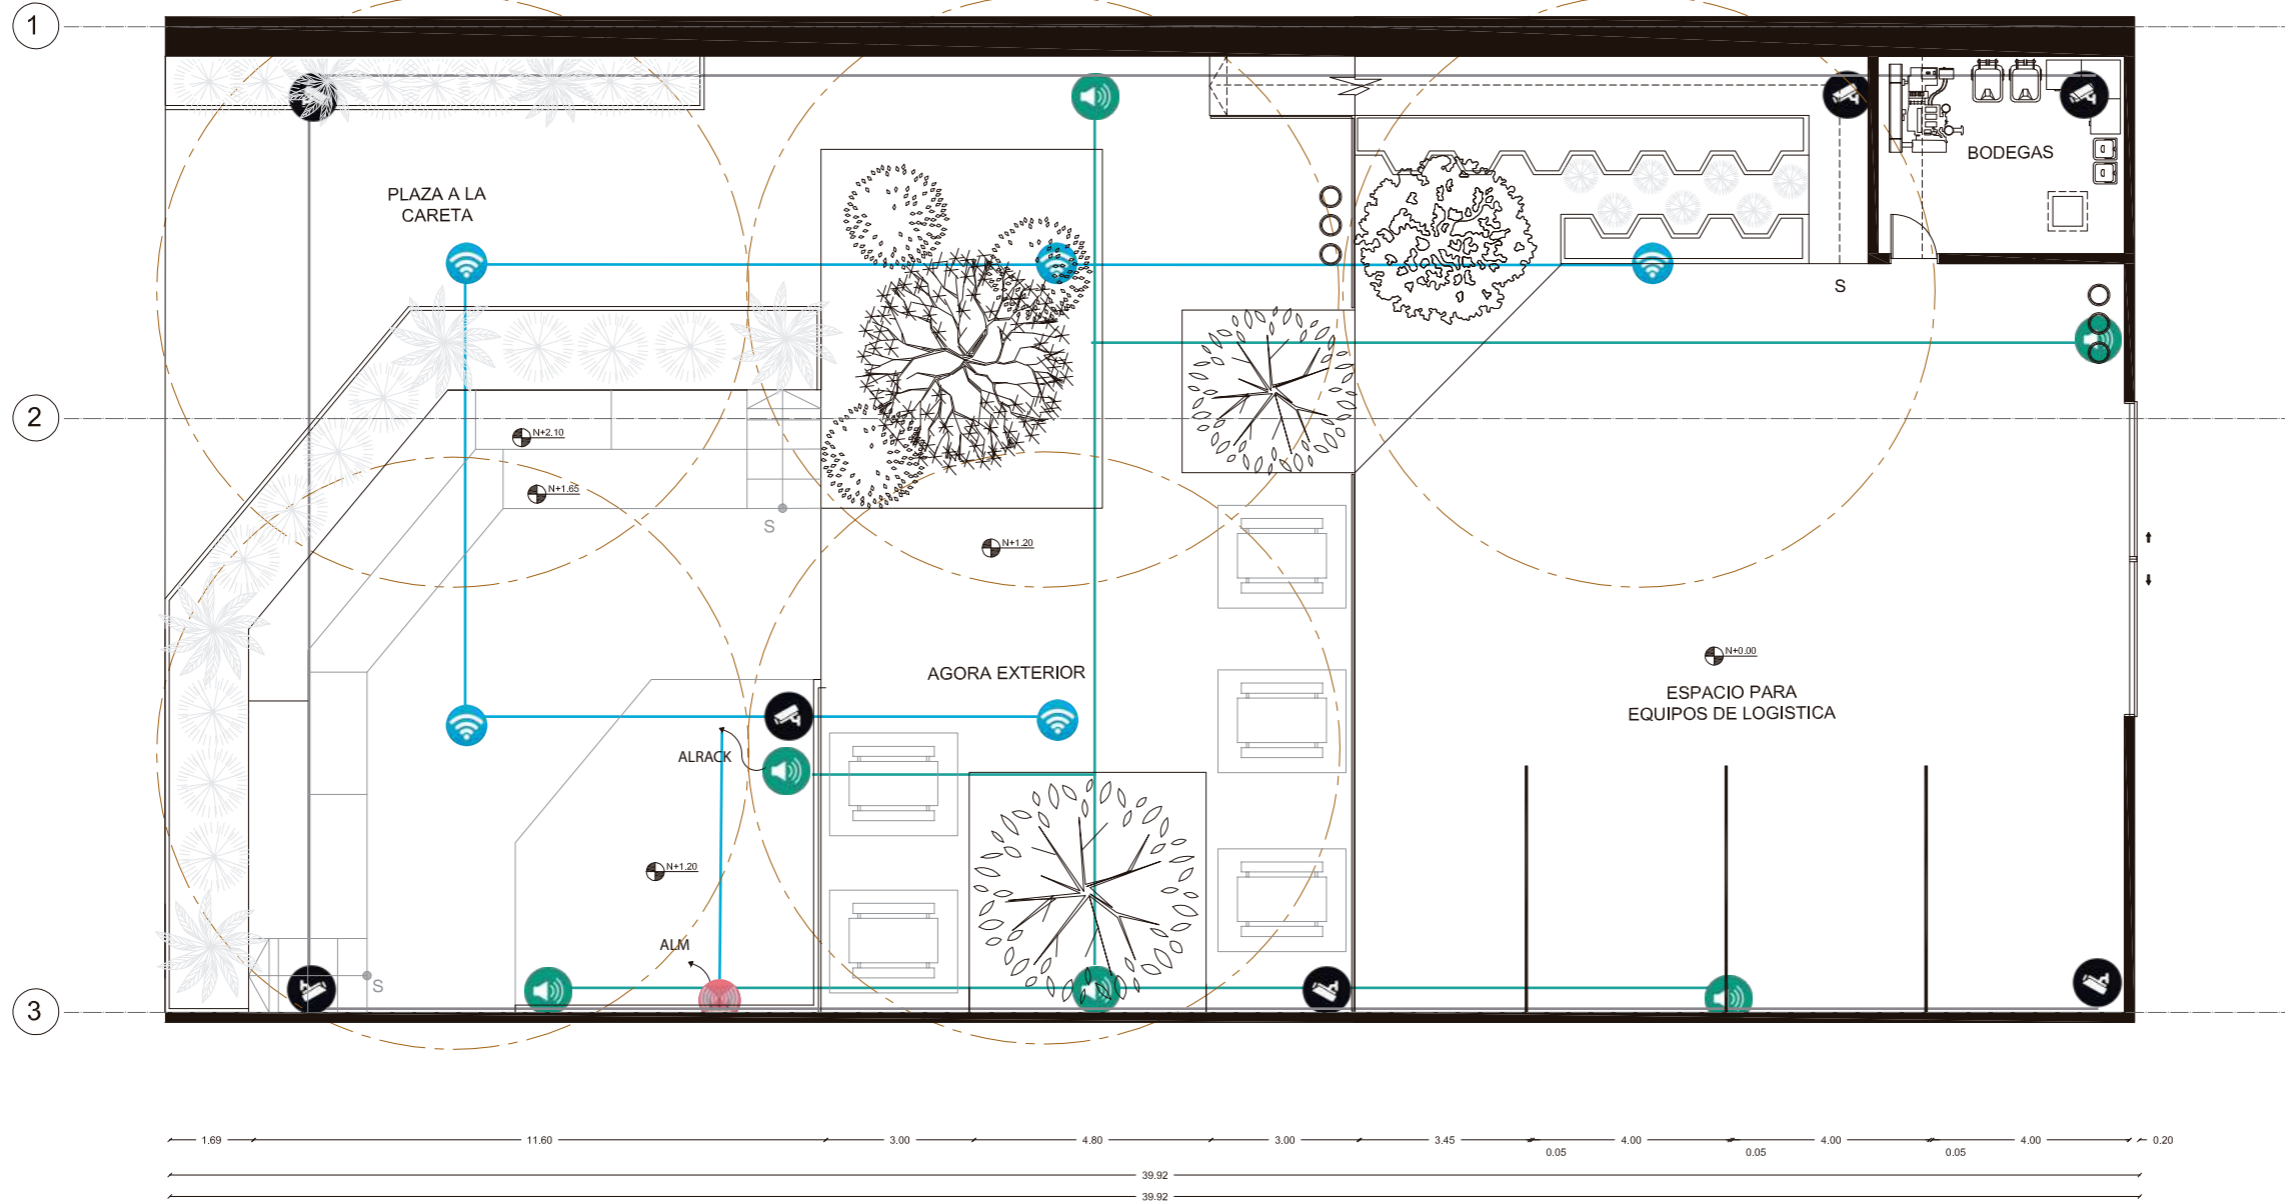 1
BODEGAS
PLAZA A LA
CARETA
S
2
N+2.10
N+1.65
S
N+1.20
N+0.00
AGORA EXTERIOR
ESPACIO PARA
EQUIPOS DE LOGISTICA
ALRACK
N+1.20
ALM
S
3
1.69 11.60 3.00 4.80 3.00 3.45 4.00 4.00 4.00 0.20
0.05 0.05 0.05
39.92
39.92